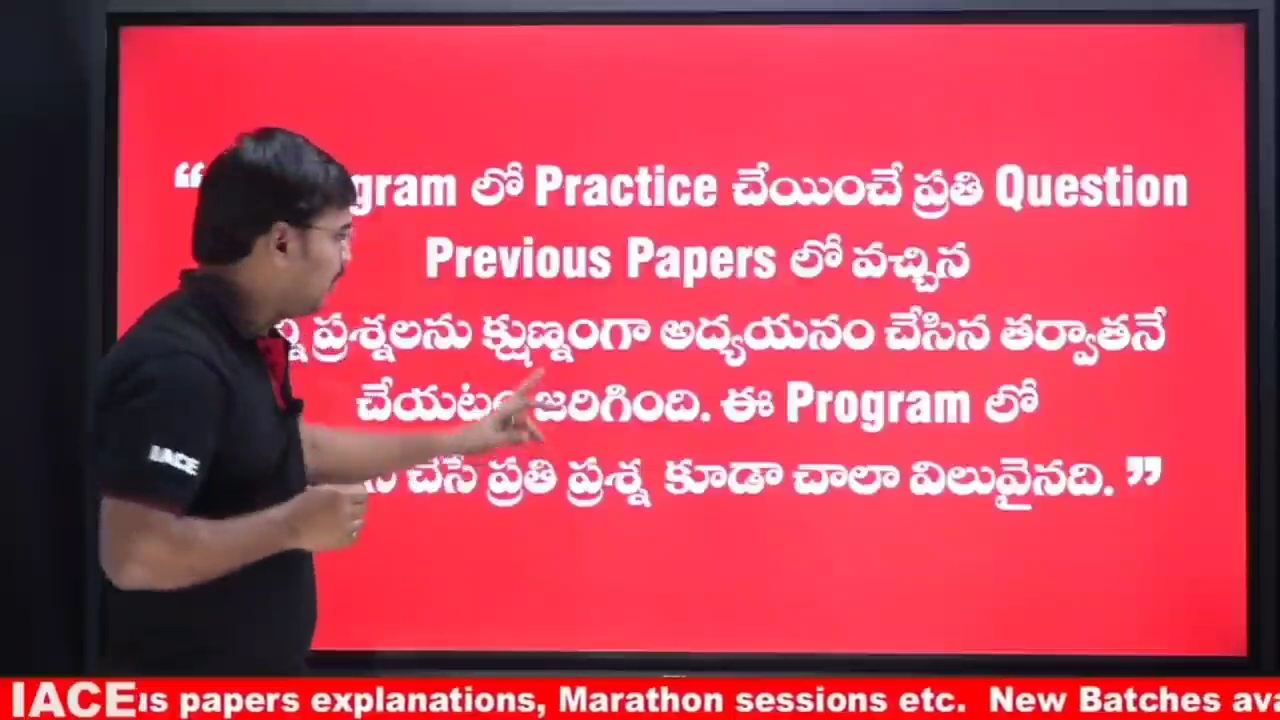 “ gram లో Practice చేయించే ప్రతి Question
Previous Papers లో వచ్చిన
ప్రశ్నలను క్షుణ్ణంగా అధ్యయనం చేసిన తర్వాతనే
చేయటం జరిగింది. ఈ Program లో
చేసే ప్రతి ప్రశ్న కూడా చాలా విలువైనది. ”
IACE
IACE us papers explanations, Marathon sessions etc. New Batches ava